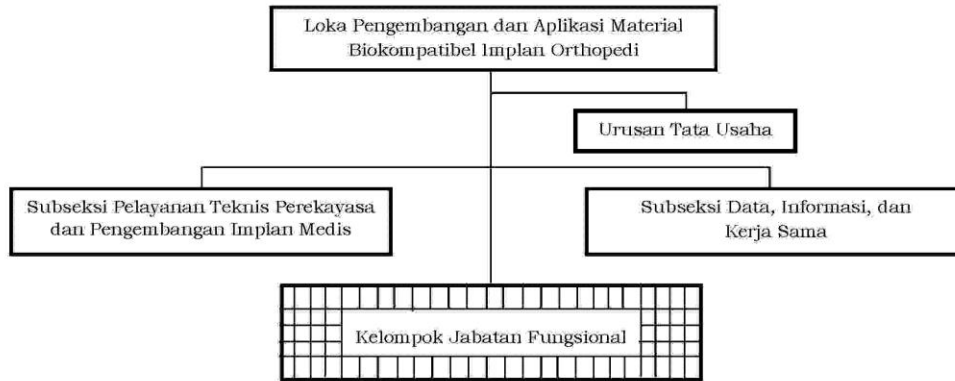 Loka Pengembangan dan Aplikasi Material
Biokompatibel Implan Orthopedi
Urusan Tata Usaha
Subseksi Pelayanan Teknis Perekayasa
dan Pengembangan Implan Medis
Subseksi Data, Informasi, dan
Kerja Sama
Kelompok Jabatan Fungsional